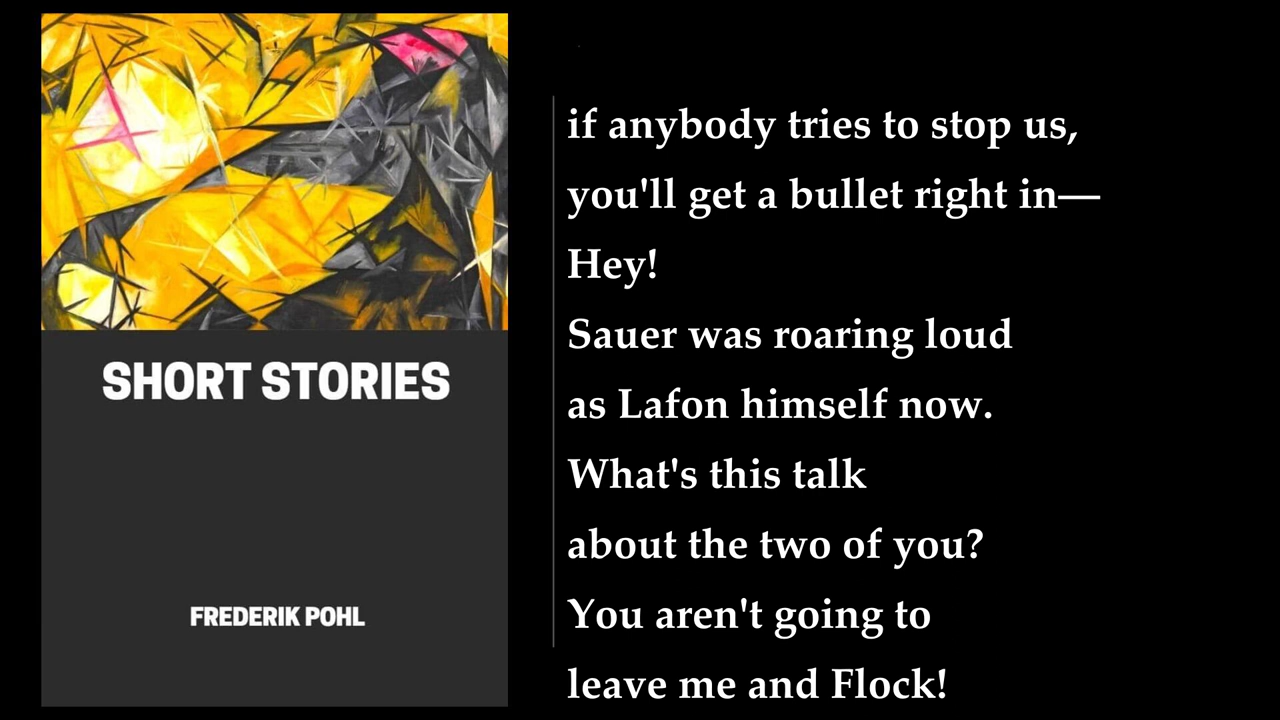 SHORT STORIES
FREDERIK POHL
if anybody tries to stop us,
you'll get a bullet right in—
Hey!
Sauer was roaring loud
as Lafon himself now.
What's this talk
about the two of you?
You aren't going to
leave me and Flock!